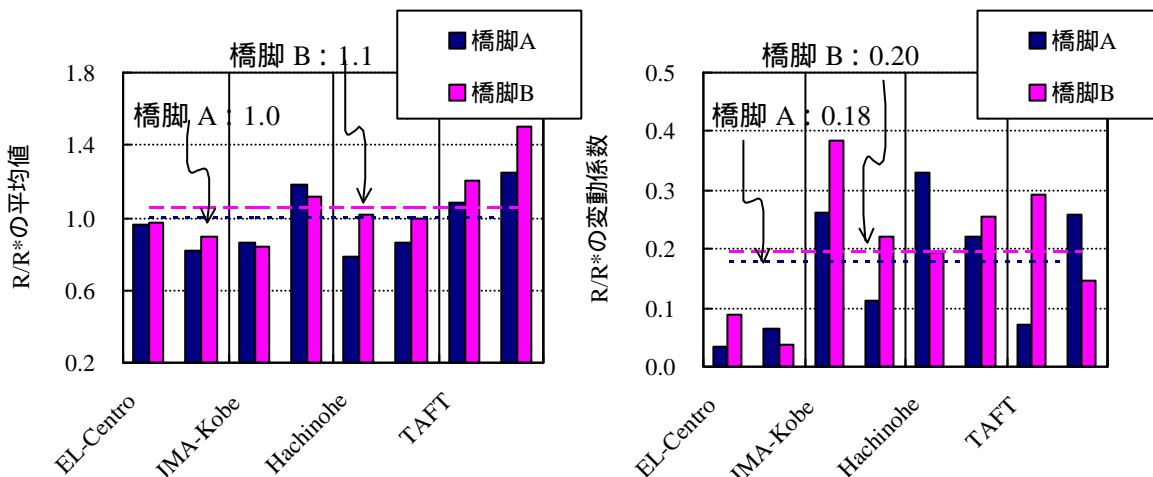 橋脚A
橋脚B
橋脚 B：1.1
橋脚 A：1.0
R/R*の平均値
1.8
1.4
1.0
0.6
0.2
EL-Centro
JMA-Kobe
Hachinohe
TAFT
橋脚A
橋脚B
橋脚 B：0.20
橋脚 A：0.18
R/R*の変動係数
0.5
0.4
0.3
0.2
0.1
0.0
EL-Centro
JMA-Kobe
Hachinohe
TAFT